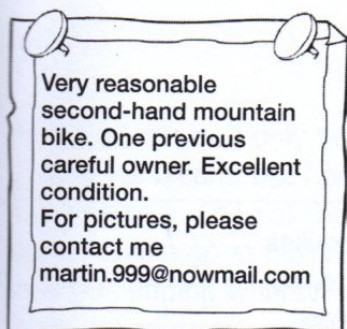 Very reasonable
second-hand mountain
bike. One previous
careful owner. Excellent
condition.
For pictures, please
contact me
martin.999@nowmail.com